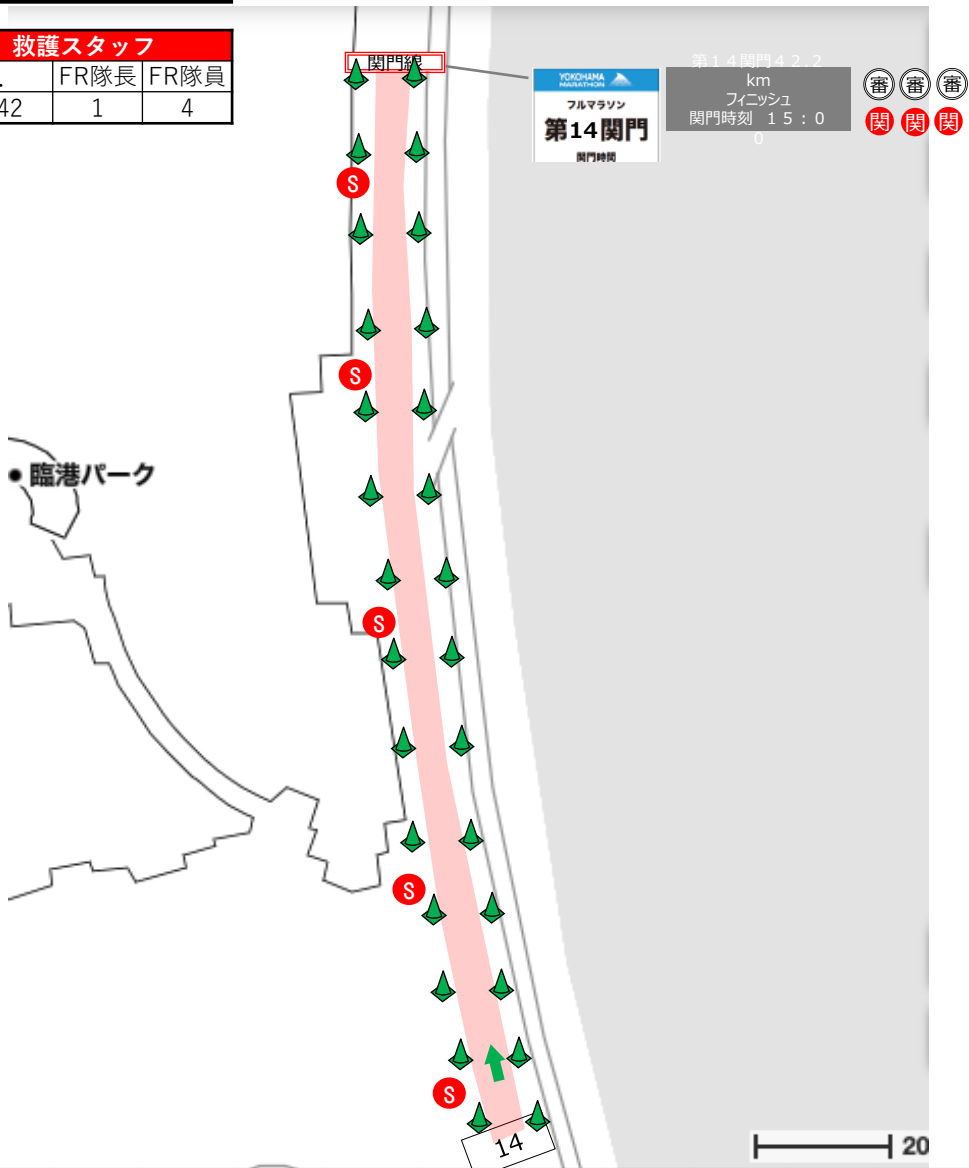 救護スタッフ
FR隊長 FR隊員
42 1 4
関門線
YOKOHAMA
MARATHON
フルマラソン
第14関門
関門時間
第１４関門４２.２
km
フィニッシュ
関門時刻 １５：０
０
審 審 審
関 関 関
S
S
● 臨港パーク
S
S
S
14
20